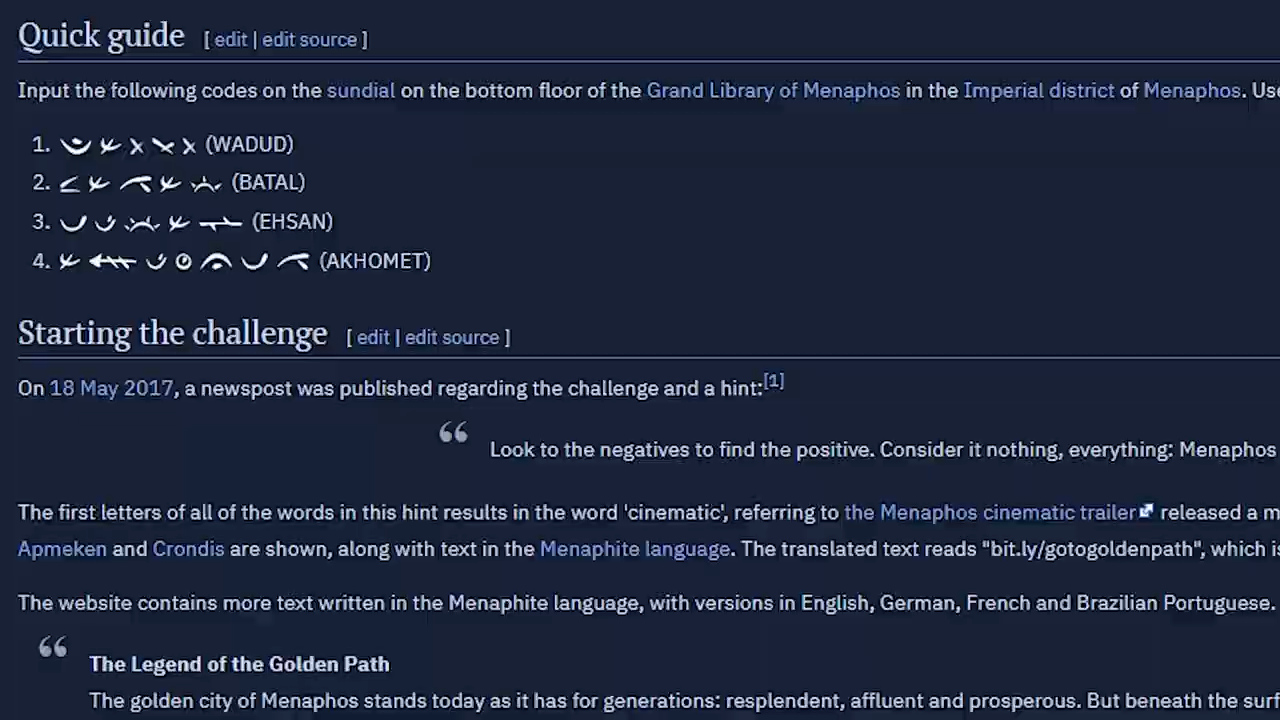 Quick guide [ edit | edit source ]
Input the following codes on the sundial on the bottom floor of the Grand Library of Menaphos in the Imperial district of Menaphos. Use
1. (WADUD)
2. (BATAL)
3. (EHSAN)
4. (AKHOMET)
Starting the challenge [ edit | edit source ]
On 18 May 2017, a newspost was published regarding the challenge and a hint:[1]
“ Look to the negatives to find the positive. Consider it nothing, everything: Menaphos
The first letters of all of the words in this hint results in the word 'cinematic', referring to the Menaphos cinematic trailer released a m
Apmeken and Crondis are shown, along with text in the Menaphite language. The translated text reads "bit.ly/gotogoldenpath", which is
The website contains more text written in the Menaphite language, with versions in English, German, French and Brazilian Portuguese.
“ The Legend of the Golden Path
The golden city of Menaphos stands today as it has for generations: resplendent, affluent and prosperous. But beneath the surf